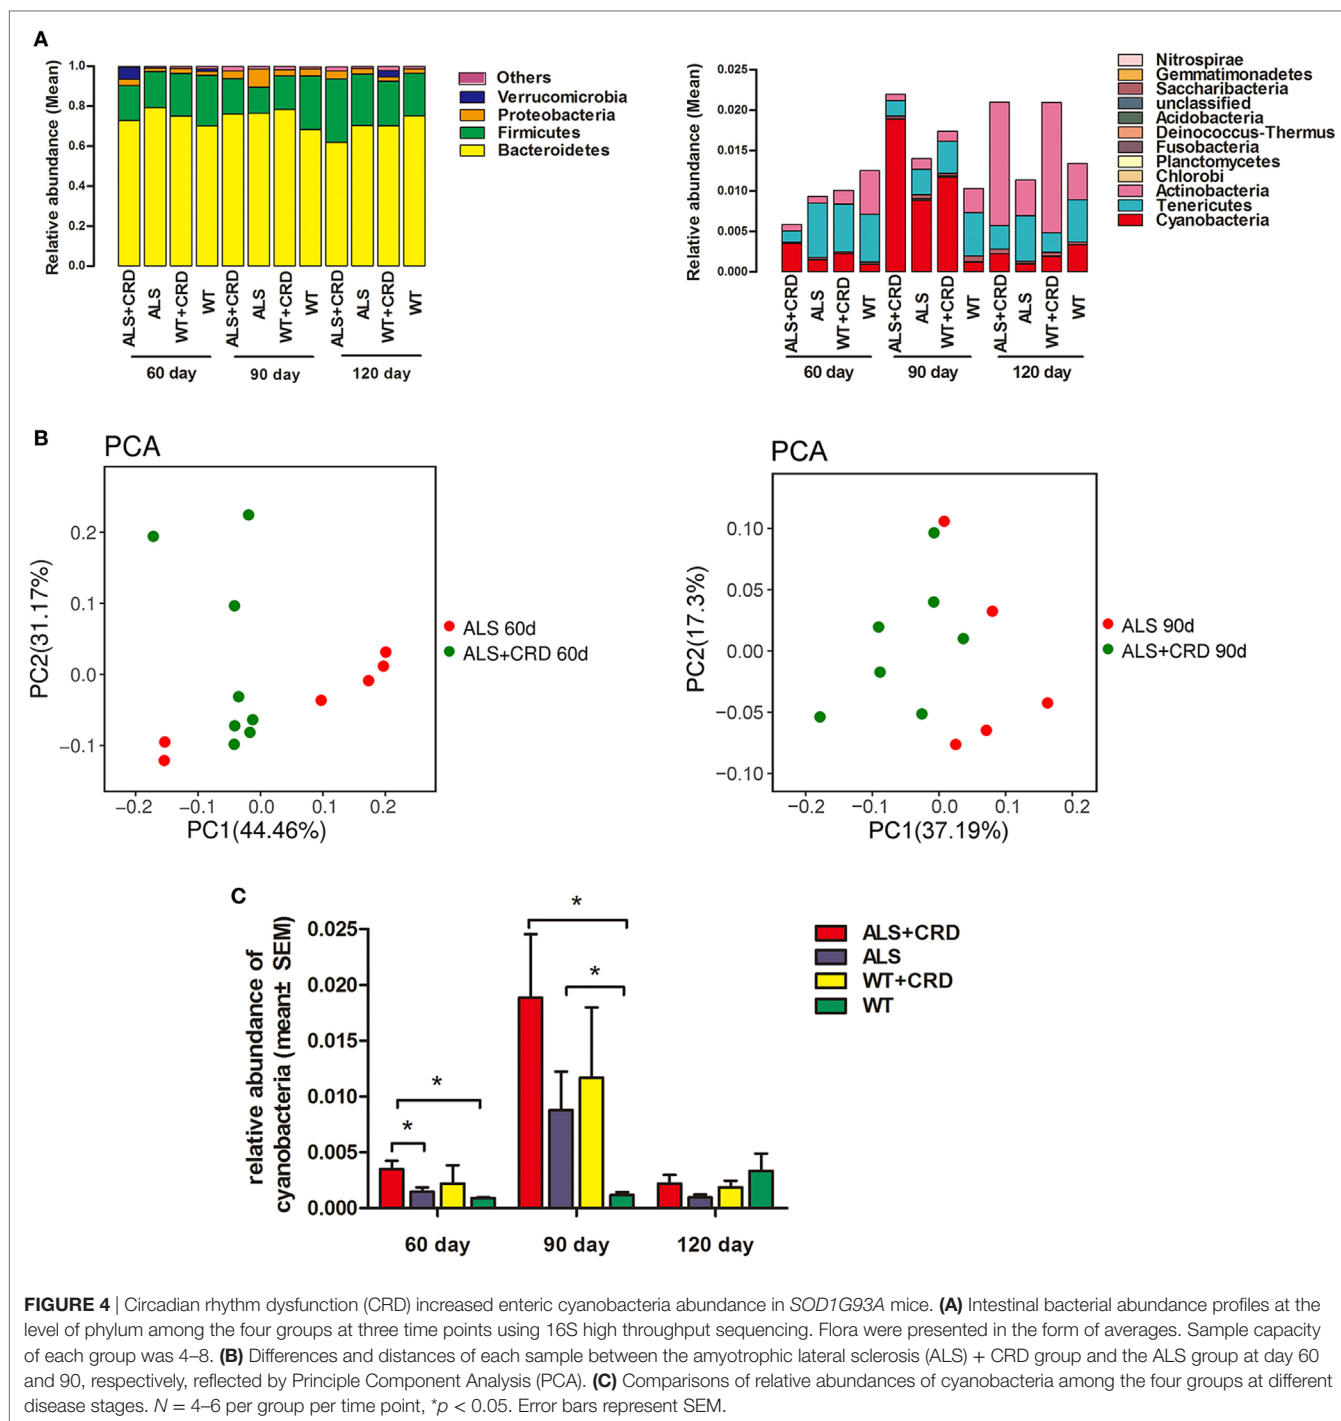 A
Relative abundance (Mean)
1.0
0.8
0.6
0.4
0.2
0.0
ALS+CRD
ALS
WT+CRD
WT
ALS+CRD
ALS
WT+CRD
WT
ALS+CRD
ALS
WT+CRD
WT
60 day
90 day
120 day
Others
Verrucomicrobia
Proteobacteria
Firmicutes
Bacteroidetes
Relative abundance (Mean)
0.025
0.020
0.015
0.010
0.005
0.000
ALS+CRD
ALS
WT+CRD
WT
ALS+CRD
ALS
WT+CRD
WT
ALS+CRD
ALS
WT+CRD
WT
60 day
90 day
120 day
Nitrospirae
Gemmatimonadetes
Saccharibacteria
unclassified
Acidobacteria
Deinococcus-Thermus
Fusobacteria
Planctomycetes
Chlorobi
Actinobacteria
Tenericutes
Cyanobacteria
B
PCA
PC2(31.17%)
0.2
0.1
0.0
−0.1
−0.2
−0.1
0.0
0.1
0.2
PC1(44.46%)
ALS 60d
ALS+CRD 60d
PCA
PC2(17.3%)
0.10
0.05
0.00
−0.05
−0.10
−0.2
−0.1
0.0
0.1
0.2
PC1(37.19%)
ALS 90d
ALS+CRD 90d
C
relative abundance of
cyanobacteria (mean± SEM)
0.025
0.020
0.015
0.010
0.005
0.000
*
*
*
*
60 day
90 day
120 day
ALS+CRD
ALS
WT+CRD
WT
FIGURE 4 | Circadian rhythm dysfunction (CRD) increased enteric cyanobacteria abundance in SOD1G93A mice. (A) Intestinal bacterial abundance profiles at the
level of phylum among the four groups at three time points using 16S high throughput sequencing. Flora were presented in the form of averages. Sample capacity
of each group was 4–8. (B) Differences and distances of each sample between the amyotrophic lateral sclerosis (ALS) + CRD group and the ALS group at day 60
and 90, respectively, reflected by Principle Component Analysis (PCA). (C) Comparisons of relative abundances of cyanobacteria among the four groups at different
disease stages. N = 4–6 per group per time point, *p < 0.05. Error bars represent SEM.